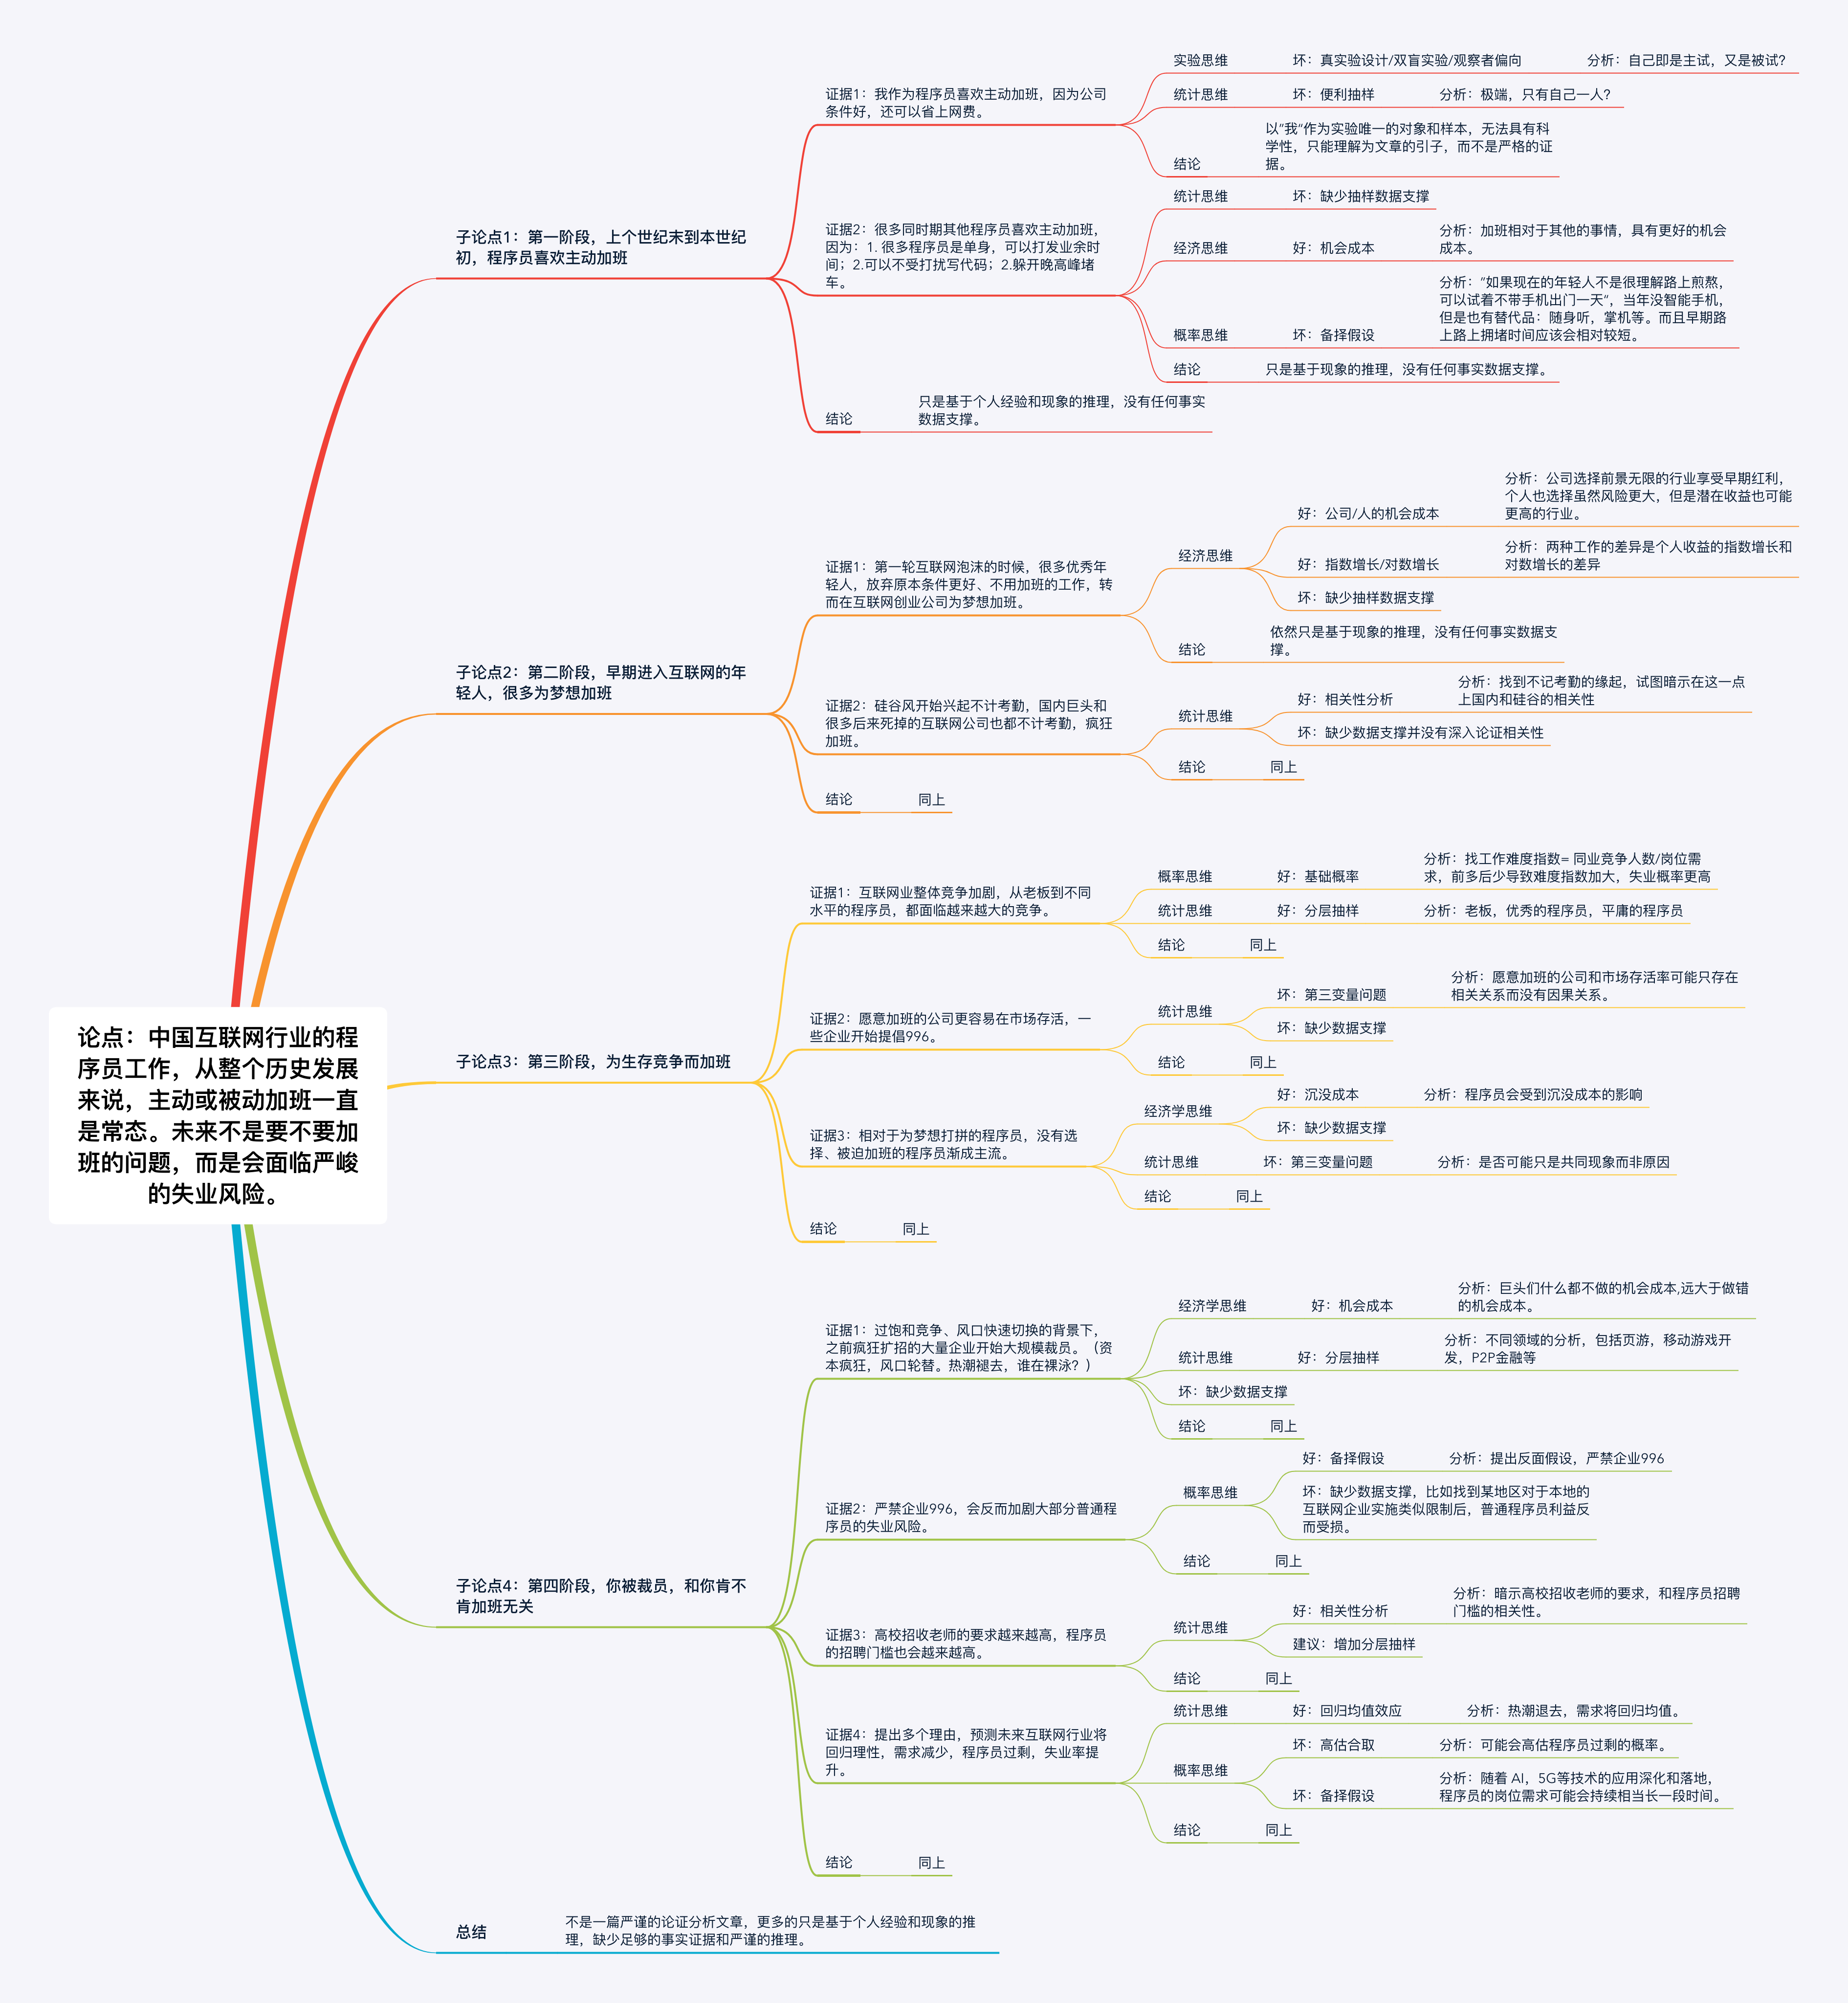 论点：中国互联网行业的程
序员工作，从整个历史发展
来说，主动或被动加班一直
是常态。未来不是要不要加
班的问题，而是会面临严峻
的失业风险。
子论点1：第一阶段，上个世纪末到本世纪
初，程序员喜欢主动加班
证据1：我作为程序员喜欢主动加班，因为公司
条件好，还可以省上网费。
实验思维
坏：真实验设计/双盲实验/观察者偏向
分析：自己即是主试，又是被试？
统计思维
坏：便利抽样
分析：极端，只有自己一人？
结论
以“我“作为实验唯一的对象和样本，无法具有科
学性，只能理解为文章的引子，而不是严格的证
据。
证据2：很多同时期其他程序员喜欢主动加班，
因为：1. 很多程序员是单身，可以打发业余时
间；2.可以不受打扰写代码；2.躲开晚高峰堵
车。
统计思维
坏：缺少抽样数据支撑
经济思维
好：机会成本
分析：加班相对于其他的事情，具有更好的机会
成本。
概率思维
坏：备择假设
分析：“如果现在的年轻人不是很理解路上煎熬，
可以试着不带手机出门一天”，当年没智能手机，
但是也有替代品：随身听，掌机等。而且早期路
上路上拥堵时间应该会相对较短。
结论
只是基于现象的推理，没有任何事实数据支撑。
结论
只是基于个人经验和现象的推理，没有任何事实
数据支撑。
子论点2：第二阶段，早期进入互联网的年
轻人，很多为梦想加班
证据1：第一轮互联网泡沫的时候，很多优秀年
轻人，放弃原本条件更好、不用加班的工作，转
而在互联网创业公司为梦想加班。
经济思维
好：公司/人的机会成本
分析：公司选择前景无限的行业享受早期红利，
个人也选择虽然风险更大，但是潜在收益也可能
更高的行业。
好：指数增长/对数增长
分析：两种工作的差异是个人收益的指数增长和
对数增长的差异
坏：缺少抽样数据支撑
结论
依然只是基于现象的推理，没有任何事实数据支
撑。
证据2：硅谷风开始兴起不计考勤，国内巨头和
很多后来死掉的互联网公司也都不计考勤，疯狂
加班。
统计思维
好：相关性分析
分析：找到不记考勤的缘起，试图暗示在这一点
上国内和硅谷的相关性
坏：缺少数据支撑并没有深入论证相关性
结论
同上
结论
同上
子论点3：第三阶段，为生存竞争而加班
证据1：互联网业整体竞争加剧，从老板到不同
水平的程序员，都面临越来越大的竞争。
概率思维
好：基础概率
分析：找工作难度指数= 同业竞争人数/岗位需
求，前多后少导致难度指数加大，失业概率更高
统计思维
好：分层抽样
分析：老板，优秀的程序员，平庸的程序员
结论
同上
证据2：愿意加班的公司更容易在市场存活，一
些企业开始提倡996。
统计思维
坏：第三变量问题
分析：愿意加班的公司和市场存活率可能只存在
相关关系而没有因果关系。
坏：缺少数据支撑
结论
同上
证据3：相对于为梦想打拼的程序员，没有选
择、被迫加班的程序员渐成主流。
经济学思维
好：沉没成本
分析：程序员会受到沉没成本的影响
坏：缺少数据支撑
统计思维
坏：第三变量问题
分析：是否可能只是共同现象而非原因
结论
同上
结论
同上
子论点4：第四阶段，你被裁员，和你肯不
肯加班无关
证据1：过饱和竞争、风口快速切换的背景下，
之前疯狂扩招的大量企业开始大规模裁员。（资
本疯狂，风口轮替。热潮褪去，谁在裸泳？）
经济学思维
好：机会成本
分析：巨头们什么都不做的机会成本,远大于做错
的机会成本。
统计思维
好：分层抽样
分析：不同领域的分析，包括页游，移动游戏开
发，P2P金融等
坏：缺少数据支撑
结论
同上
证据2：严禁企业996，会反而加剧大部分普通程
序员的失业风险。
概率思维
好：备择假设
分析：提出反面假设，严禁企业996
坏：缺少数据支撑，比如找到某地区对于本地的
互联网企业实施类似限制后，普通程序员利益反
而受损。
结论
同上
证据3：高校招收老师的要求越来越高，程序员
的招聘门槛也会越来越高。
统计思维
好：相关性分析
分析：暗示高校招收老师的要求，和程序员招聘
门槛的相关性。
建议：增加分层抽样
结论
同上
证据4：提出多个理由，预测未来互联网行业将
回归理性，需求减少，程序员过剩，失业率提
升。
统计思维
好：回归均值效应
分析：热潮退去，需求将回归均值。
概率思维
坏：高估合取
分析：可能会高估程序员过剩的概率。
坏：备择假设
分析：随着 AI，5G等技术的应用深化和落地，
程序员的岗位需求可能会持续相当长一段时间。
结论
同上
结论
同上
总结
不是一篇严谨的论证分析文章，更多的只是基于个人经验和现象的推
理，缺少足够的事实证据和严谨的推理。